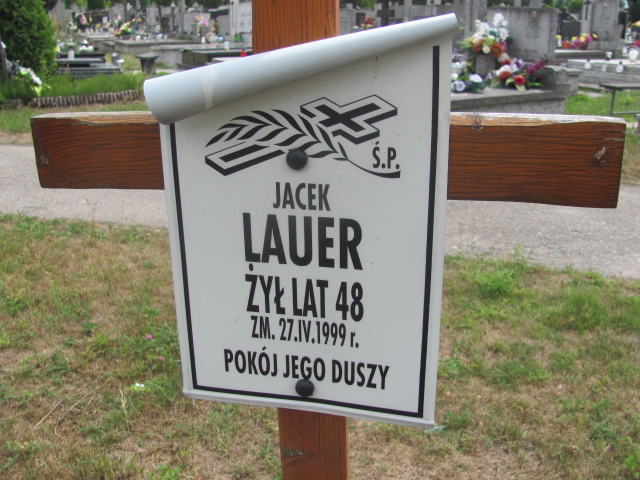 Ś.P.
JACEK
LAUER
ŻYŁ LAT 48
ZM. 27.IV.1999 r.
POKÓJ JEGO DUSZY